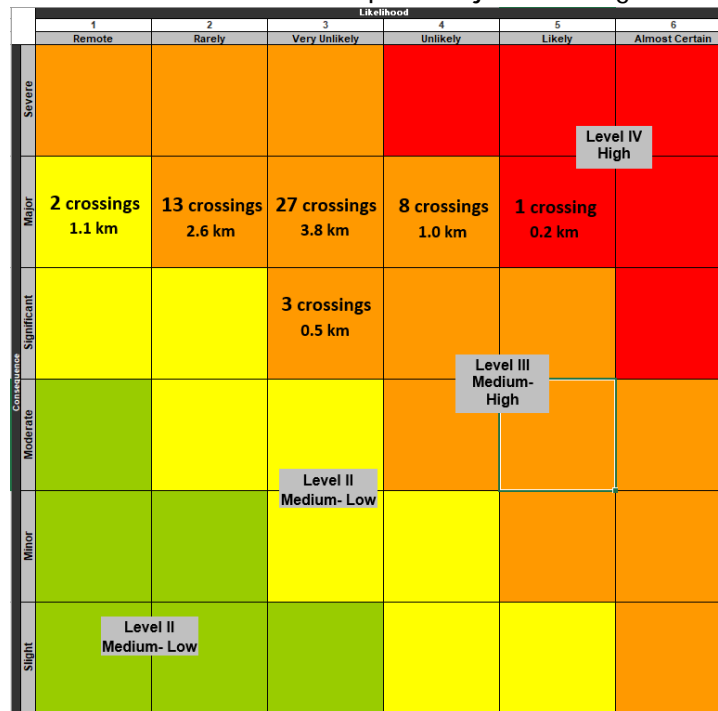 Likelihood
1 2 3 4 5 6
Remote Rarely Very Unlikely Unlikely Likely Almost Certain
Consequence
Severe
Level IV
High
Major
2 crossings 13 crossings 27 crossings 8 crossings 1 crossing
1.1 km 2.6 km 3.8 km 1.0 km 0.2 km
Significant
3 crossings
0.5 km
Level III
Medium-
High
Moderate
Level II
Medium- Low
Minor
Level II
Medium- Low
Slight